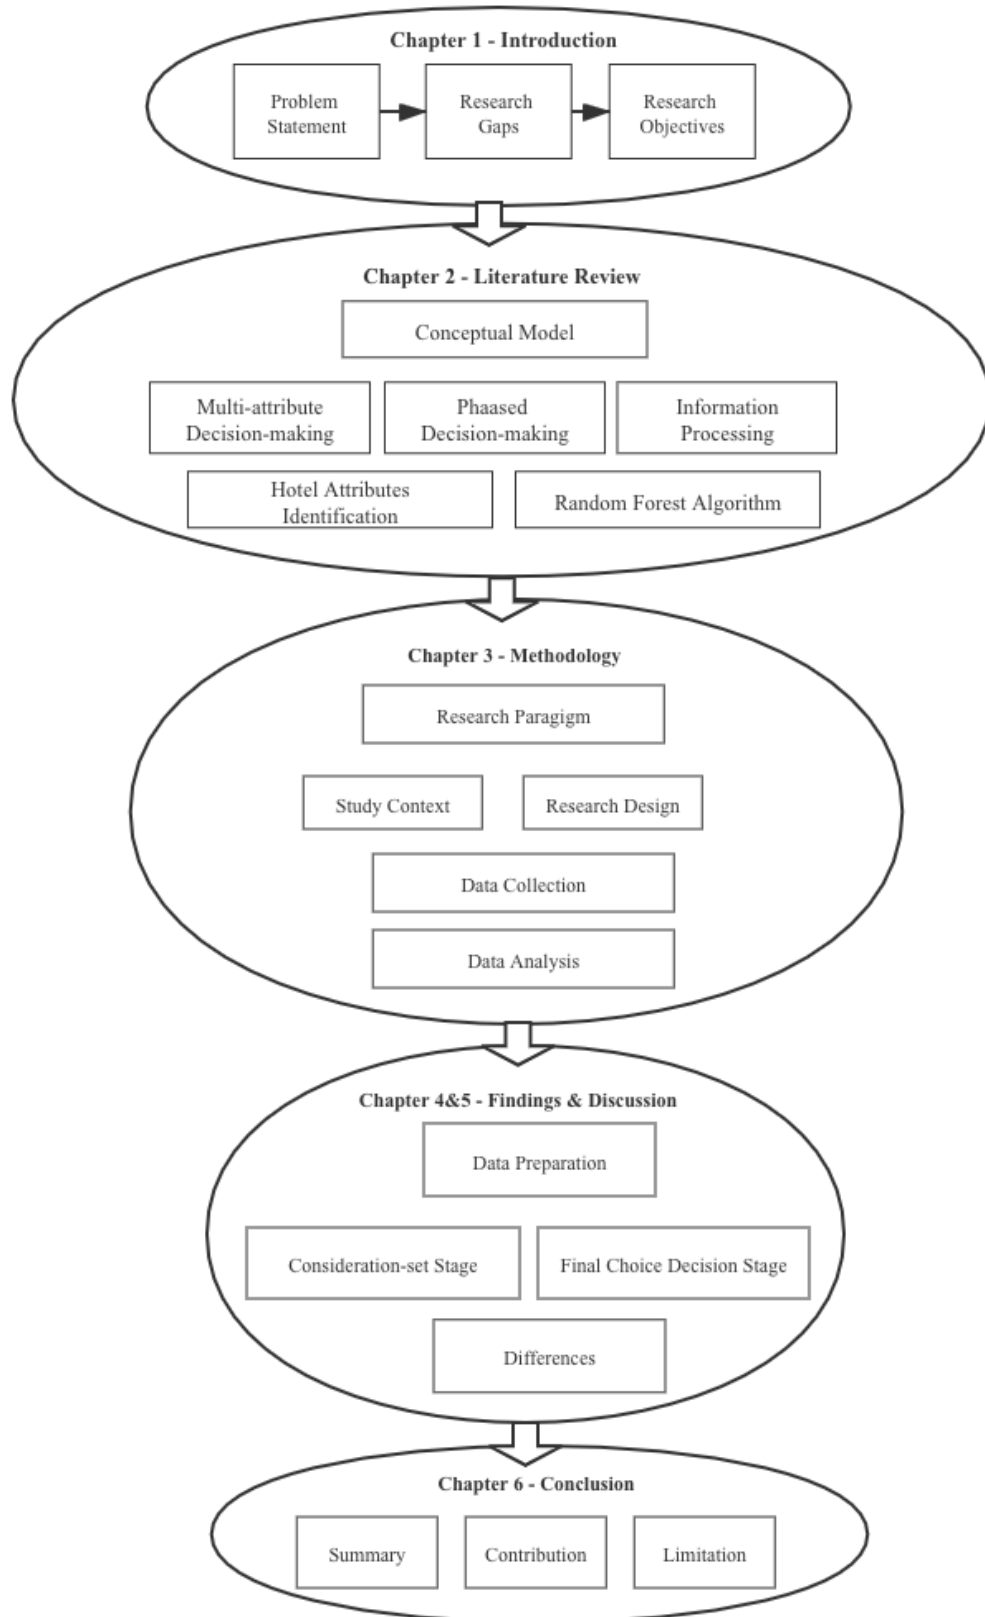 Chapter 1 - Introduction
Problem
Statement
Research
Gaps
Research
Objectives
Chapter 2 - Literature Review
Conceptual Model
Multi-attribute
Decision-making
Phaased
Decision-making
Information
Processing
Hotel Attributes
Identification
Random Forest Algorithm
Chapter 3 - Methodology
Research Paragigm
Study Context
Research Design
Data Collection
Data Analysis
Chapter 4&5 - Findings & Discussion
Data Preparation
Consideration-set Stage
Final Choice Decision Stage
Differences
Chapter 6 - Conclusion
Summary
Contribution
Limitation